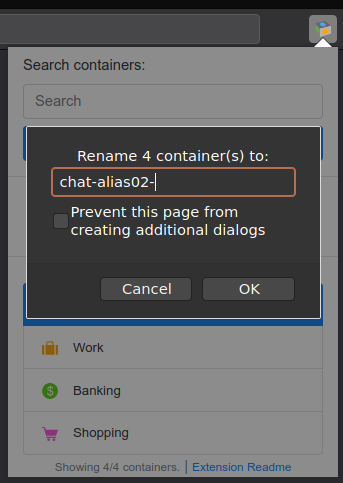 Search containers:
Search
Rename 4 container(s) to:
chat-alias02-
Prevent this page from
creating additional dialogs
Cancel
OK
Work
Banking
Shopping
Showing 4/4 containers. | Extension Readme